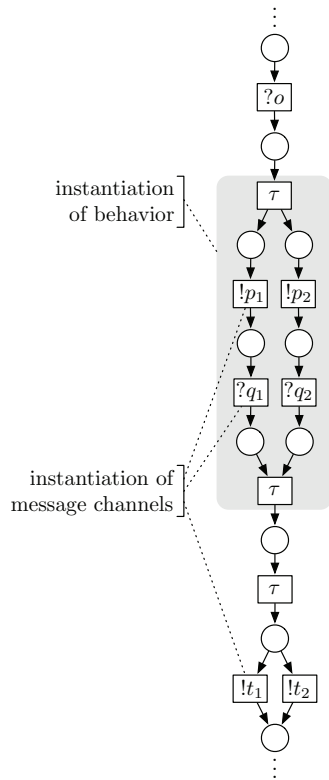 ?o
instantiation
of behavior
τ
!p₁ !p₂
?q₁ ?q₂
instantiation of
message channels
τ
τ
!t₁ !t₂